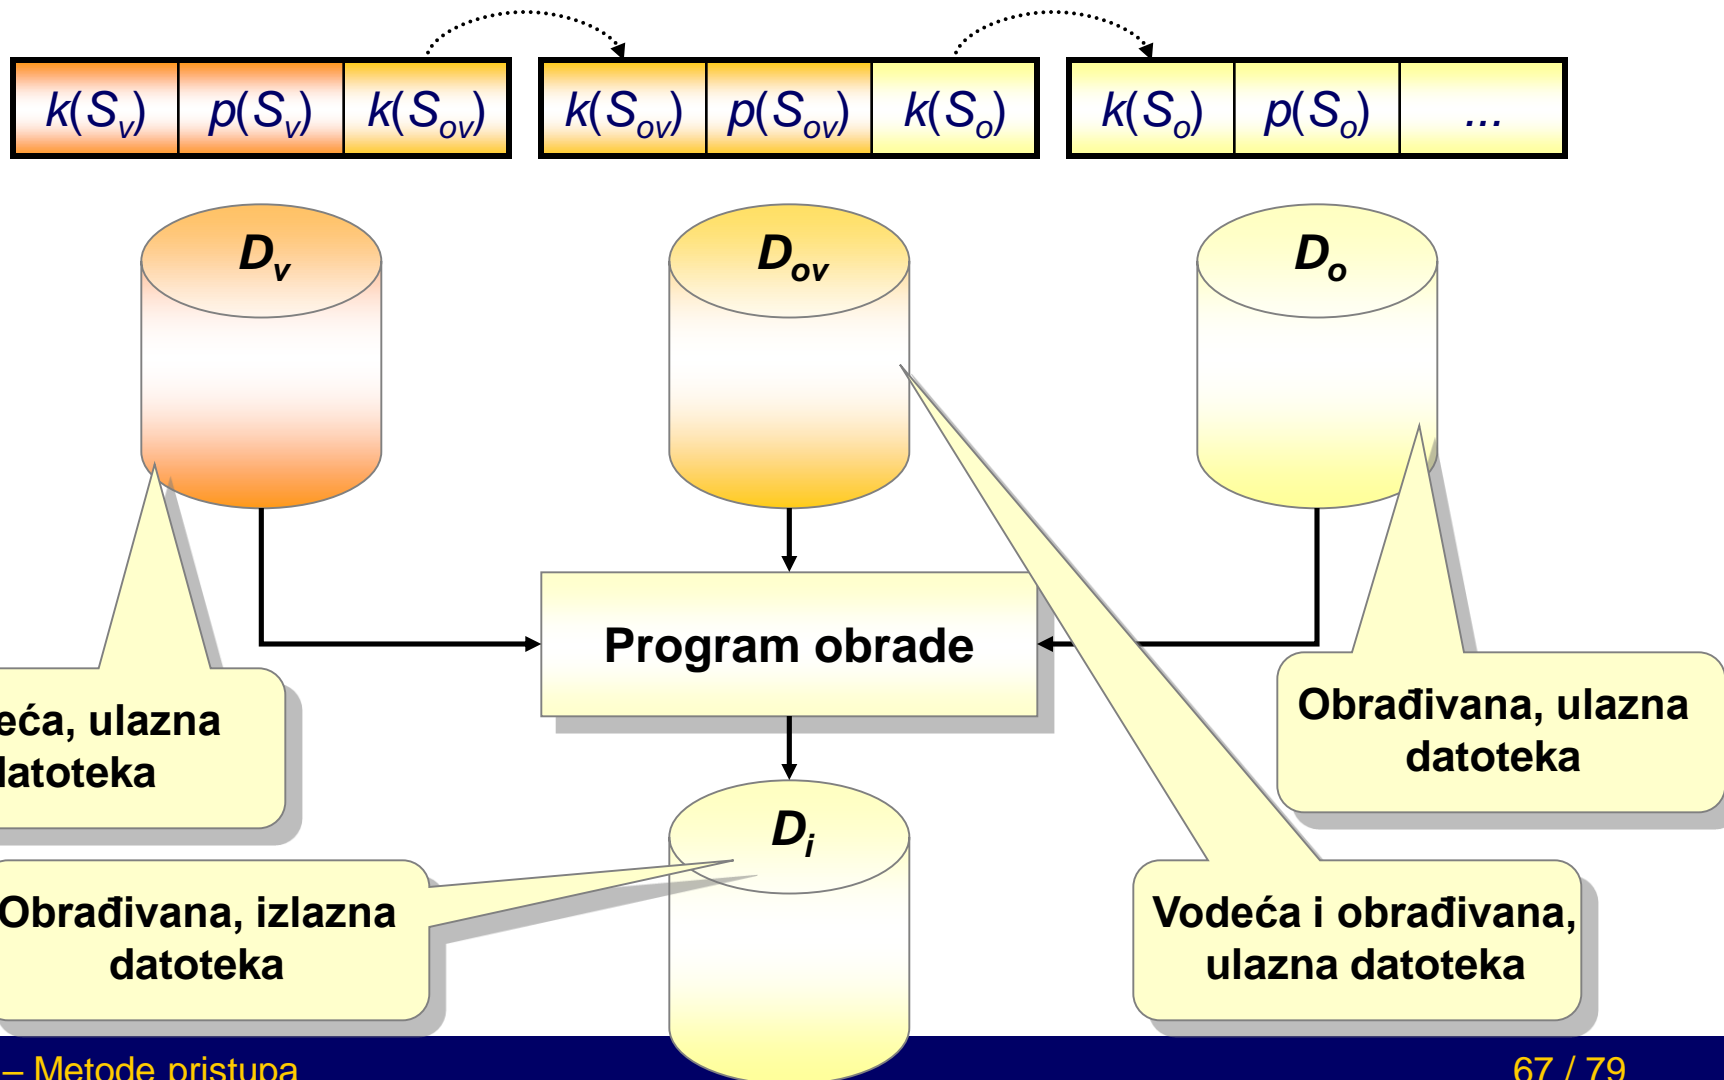 k(Sv) p(Sv) k(Sov) k(Sov) p(Sov) k(So) k(So) p(So) ...
Dv Dov Do
Program obrade
eća, ulazna
datoteka
Obrađivana, ulazna
datoteka
Di
Obrađivana, izlazna
datoteka
Vodeća i obrađivana,
ulazna datoteka
– Metode pristupa 67 / 79